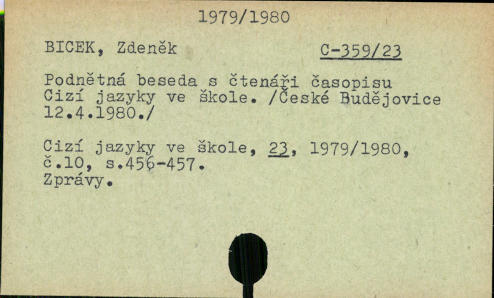 1979/1980
BICEK, Zdeněk C-359/23
Podnětná beseda s čtenáři časopisu
Cizí jazyky ve škole. /České Budějovice
12.4.1980./
Cizí jazyky ve škole, 23, 1979/1980,
č.10, s.456-457.
Zprávy.